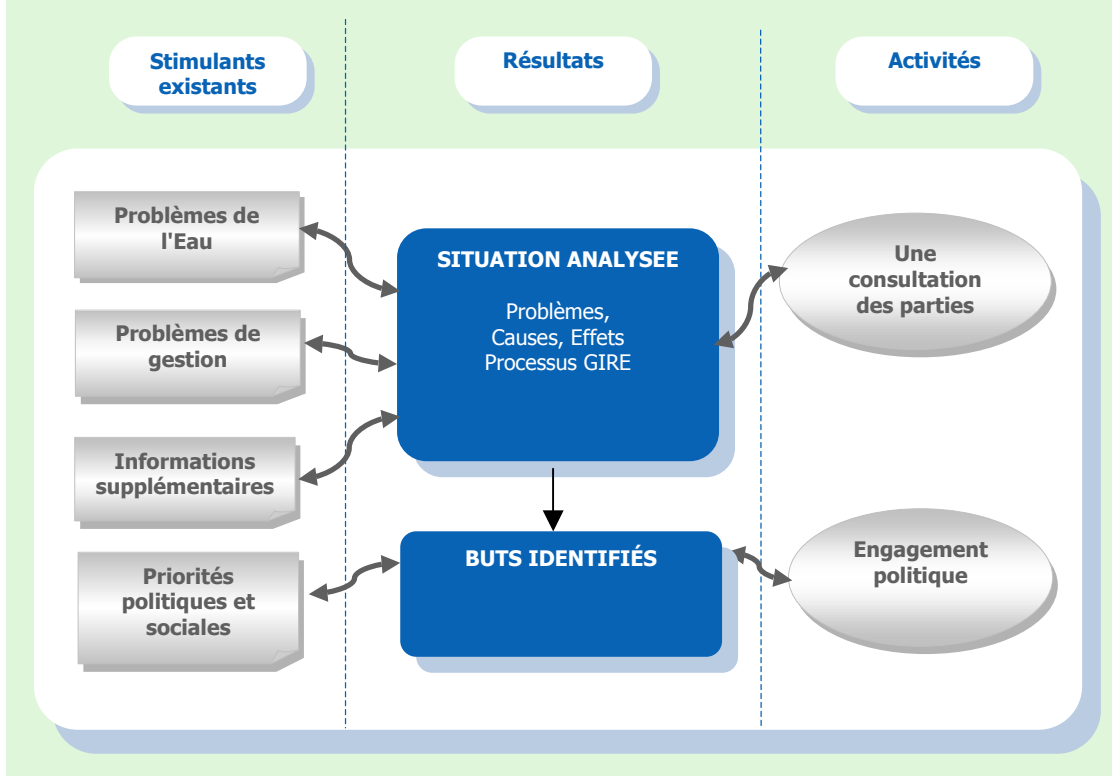 Stimulants
existants
Résultats
Activités
Problèmes de
l'Eau
Problèmes de
gestion
Informations
supplémentaires
Priorités
politiques et
sociales
SITUATION ANALYSEE
Problèmes,
Causes, Effets
Processus GIRE
BUTS IDENTIFIÉS
Une
consultation
des parties
Engagement
politique